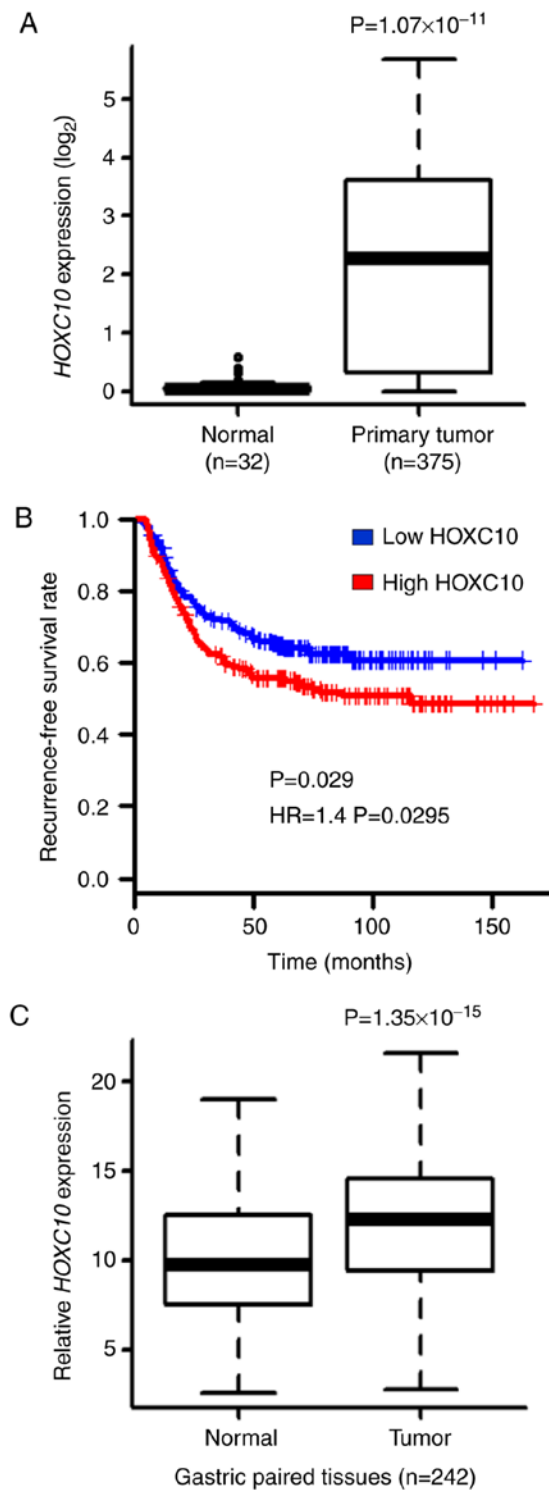 A
P=1.07×10⁻¹¹
HOXC10 expression (log₂)
5
4
3
2
1
0
Normal
(n=32)
Primary tumor
(n=375)
B
Recurrence-free survival rate
1.0
0.8
0.6
0.4
0.2
0.0
Low HOXC10
High HOXC10
P=0.029
HR=1.4 P=0.0295
0
50
100
150
Time (months)
C
P=1.35×10⁻¹⁵
Relative HOXC10 expression
20
15
10
5
Normal
Tumor
Gastric paired tissues (n=242)